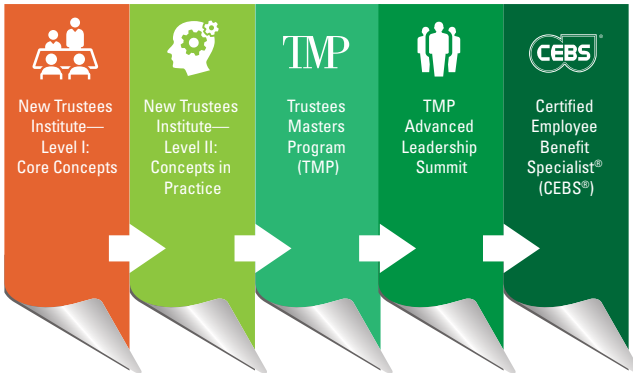 New Trustees
Institute—
Level I:
Core Concepts
New Trustees
Institute—
Level II:
Concepts in
Practice
TMP
Trustees
Masters
Program
(TMP)
TMP
Advanced
Leadership
Summit
CEBS®
Certified
Employee
Benefit
Specialist®
(CEBS®)